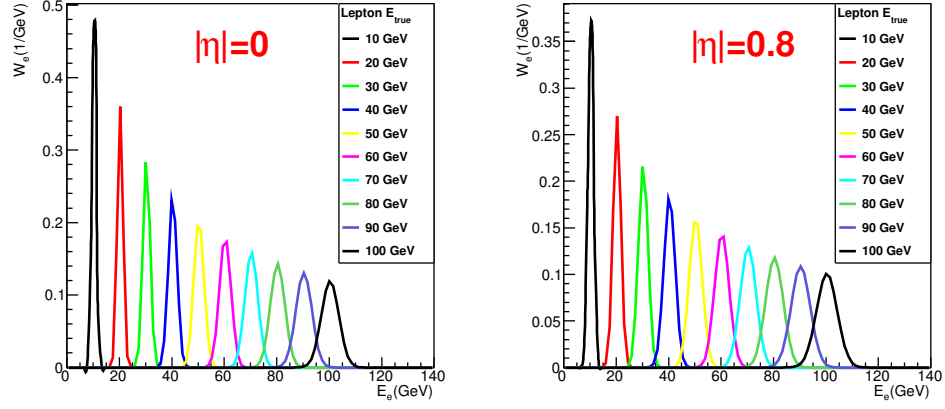 W_e(1/GeV)
0.5
0.4
0.3
0.2
0.1
0
|η|=0
Lepton E_true
10 GeV
20 GeV
30 GeV
40 GeV
50 GeV
60 GeV
70 GeV
80 GeV
90 GeV
100 GeV
0 20 40 60 80 100 120 140
E_e(GeV)
W_e(1/GeV)
0.35
0.3
0.25
0.2
0.15
0.1
0.05
0
|η|=0.8
Lepton E_true
10 GeV
20 GeV
30 GeV
40 GeV
50 GeV
60 GeV
70 GeV
80 GeV
90 GeV
100 GeV
0 20 40 60 80 100 120 140
E_e(GeV)